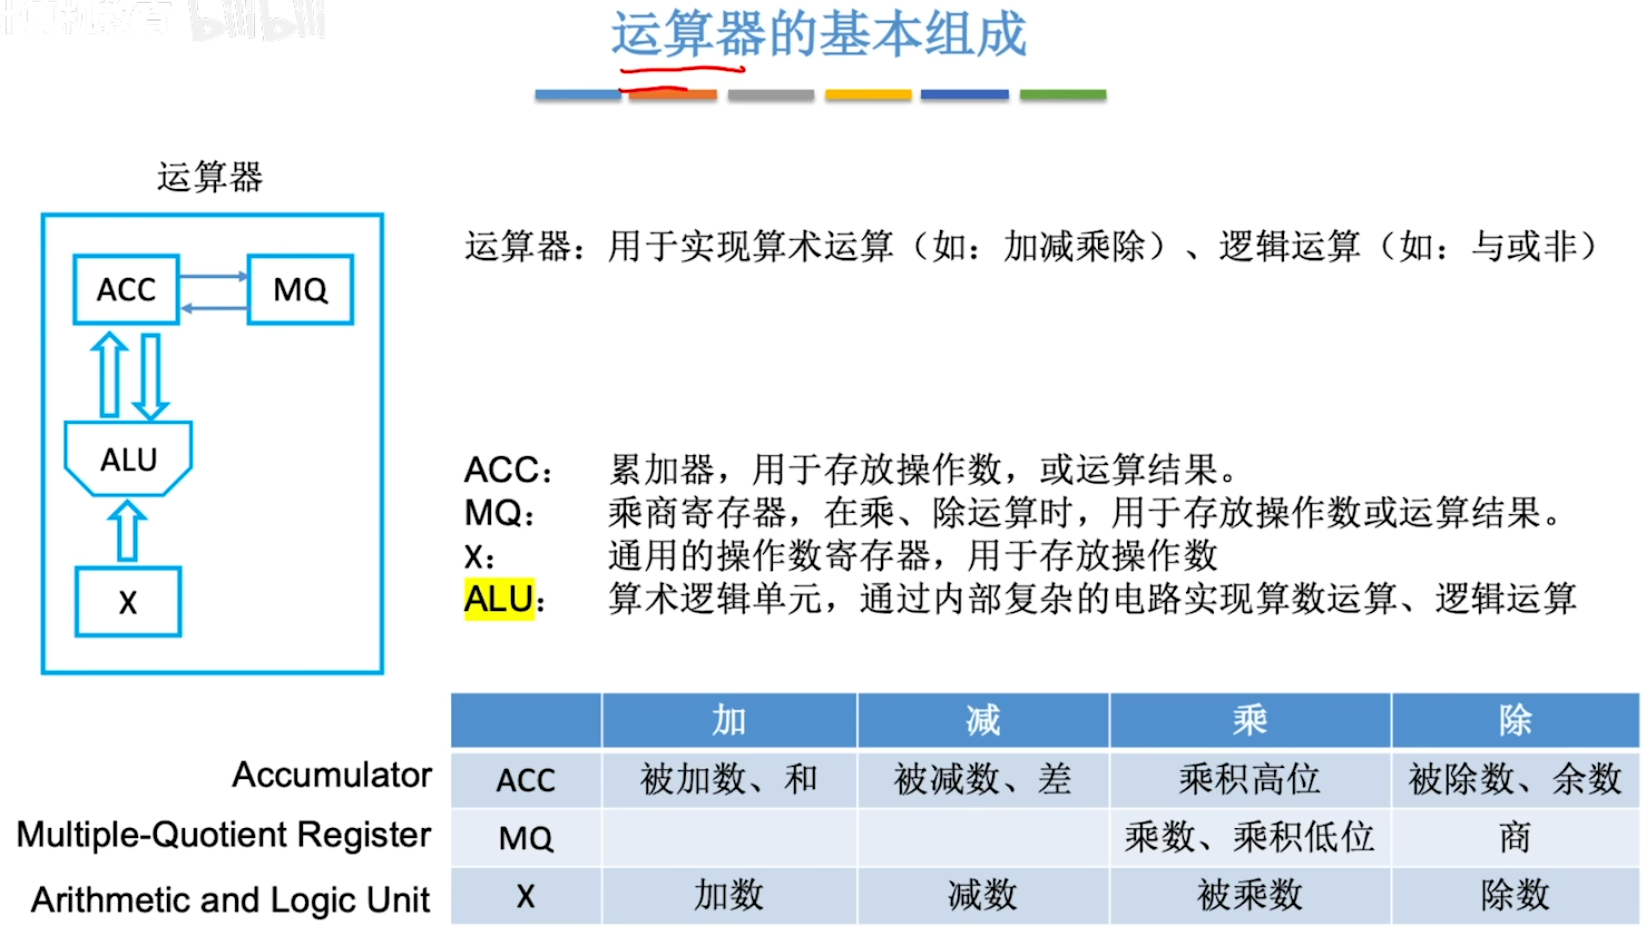 计算机教育 bilibili
运算器的基本组成
运算器
ACC
MQ
ALU
X
运算器：用于实现算术运算（如：加减乘除）、逻辑运算（如：与或非）
ACC： 累加器，用于存放操作数，或运算结果。
MQ： 乘商寄存器，在乘、除运算时，用于存放操作数或运算结果。
X： 通用的操作数寄存器，用于存放操作数
ALU： 算术逻辑单元，通过内部复杂的电路实现算数运算、逻辑运算
加 减 乘 除
Accumulator ACC 被加数、和 被减数、差 乘积高位 被除数、余数
Multiple-Quotient Register MQ 乘数、乘积低位 商
Arithmetic and Logic Unit X 加数 减数 被乘数 除数